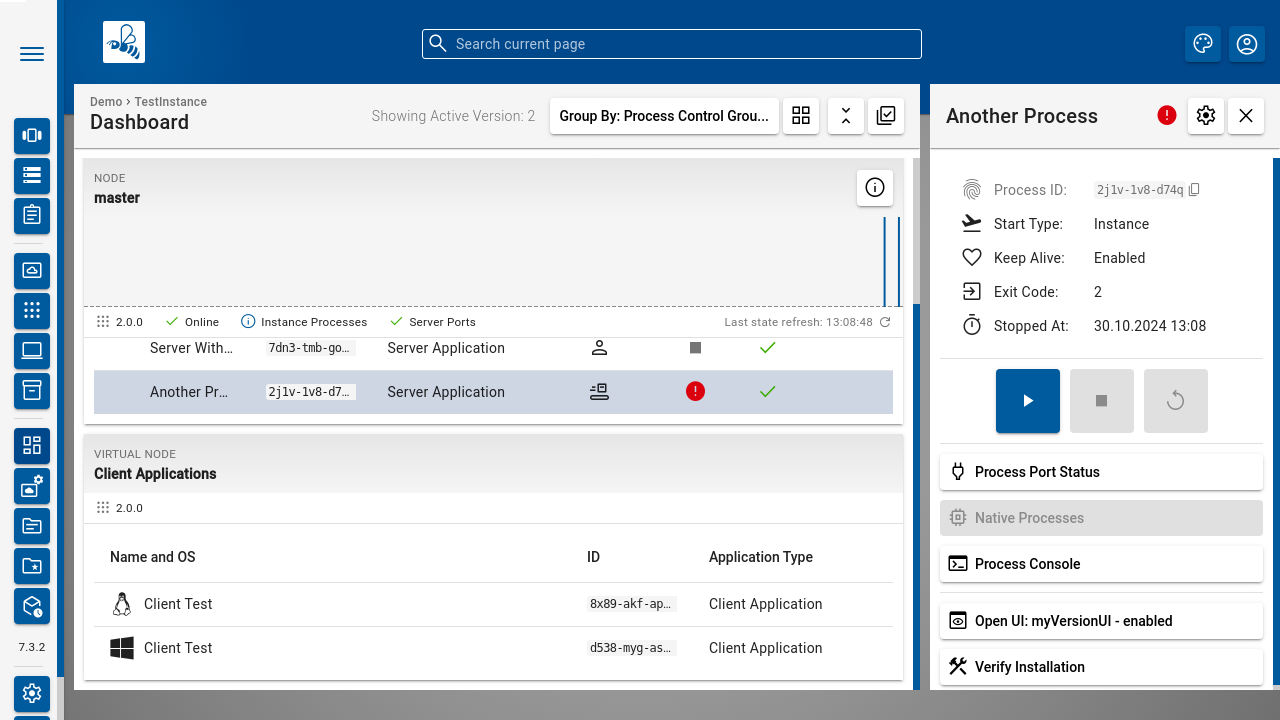 Search current page
Demo › TestInstance
Dashboard
Showing Active Version: 2
Group By: Process Control Grou...
NODE
master
2.0.0
Online
Instance Processes
Server Ports
Last state refresh: 13:08:48
Server With...
7dn3-tmb-go...
Server Application
Another Pr...
2j1v-1v8-d7...
Server Application
VIRTUAL NODE
Client Applications
2.0.0
Name and OS
ID
Application Type
Client Test
8x89-akf-ap...
Client Application
Client Test
d538-myg-as...
Client Application
7.3.2
Another Process
Process ID:
2j1v-1v8-d74q
Start Type:
Instance
Keep Alive:
Enabled
Exit Code:
2
Stopped At:
30.10.2024 13:08
Process Port Status
Native Processes
Process Console
Open UI: myVersionUI - enabled
Verify Installation